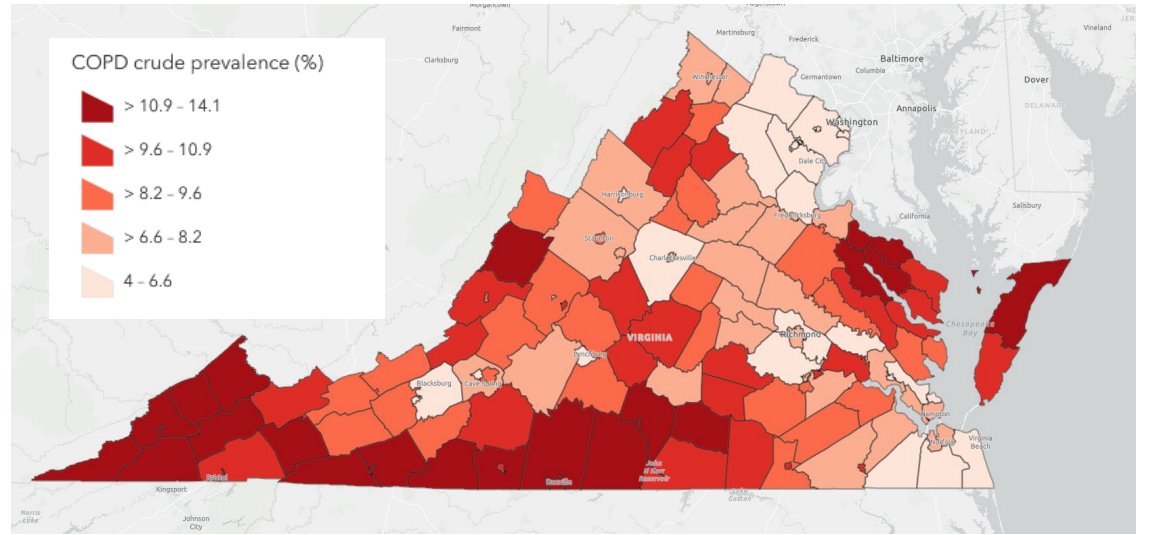 Morgantown
Hagerstown
Martinsburg
Fairmont
Frederick
Vineland
Clarksburg
Baltimore
Germantown
Columbia
COPD crude prevalence (%)
Winchester
Dover
> 10.9 – 14.1
Annapolis
DELAWARE
Washington
MARYLAND
> 9.6 – 10.9
Dale City
> 8.2 – 9.6
Harrisonburg
Salisbury
Fredericksburg
California
> 6.6 – 8.2
Staunton
Charlottesville
4 – 6.6
Chesapeake
Bay
Richmond
VIRGINIA
Lynchburg
Blacksburg
Cave Spring
Hampton
Norfolk
Virginia
Beach
John
H Kerr
Reservoir
Bristol
Danville
Kingsport
Lake
Gaston
Norris
Lake
Johnson
City